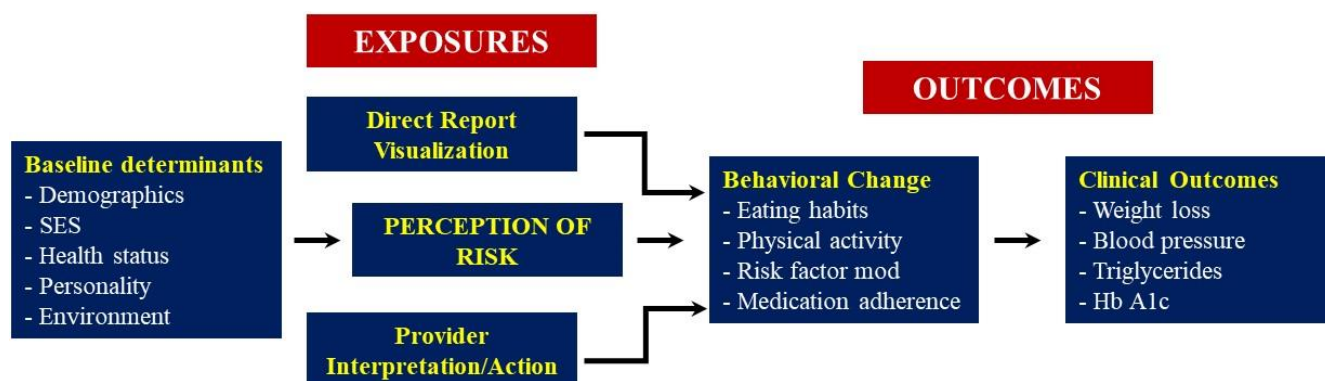 EXPOSURES
OUTCOMES
Direct Report
Visualization
Baseline determinants
- Demographics
- SES
- Health status
- Personality
- Environment
PERCEPTION OF
RISK
Provider
Interpretation/Action
Behavioral Change
- Eating habits
- Physical activity
- Risk factor mod
- Medication adherence
Clinical Outcomes
- Weight loss
- Blood pressure
- Triglycerides
- Hb A1c